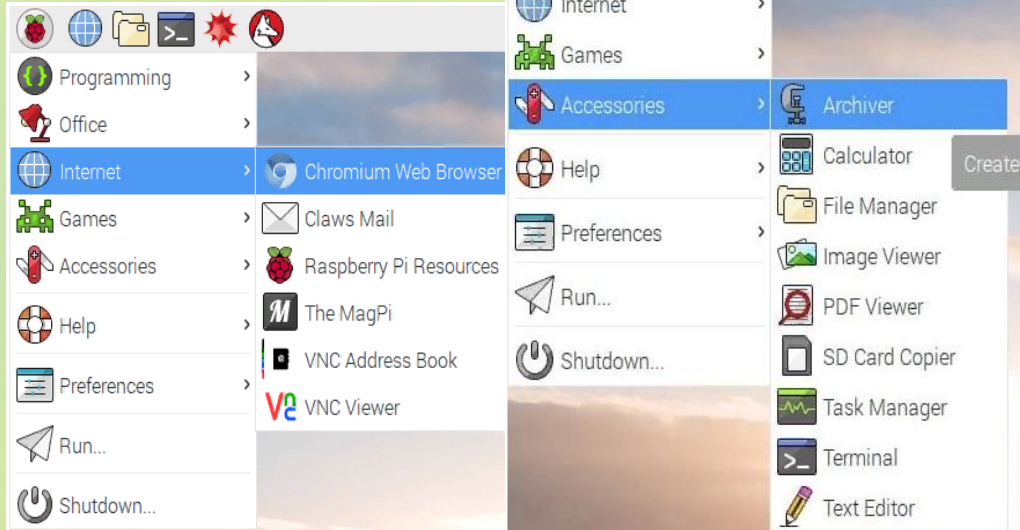 Programming
Office
Internet
Chromium Web Browser
Games
Claws Mail
Accessories
Raspberry Pi Resources
The MagPi
Help
VNC Address Book
Preferences
VNC Viewer
Run...
Shutdown...
Internet
Games
Accessories
Archiver
Calculator
Create
Help
File Manager
Preferences
Image Viewer
Run...
PDF Viewer
Shutdown...
SD Card Copier
Task Manager
Terminal
Text Editor